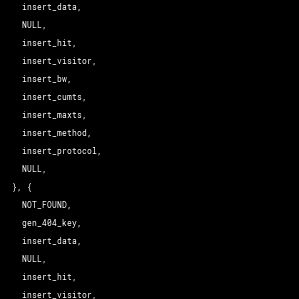 insert_data,
NULL,
insert_hit,
insert_visitor,
insert_bw,
insert_cumts,
insert_maxts,
insert_method,
insert_protocol,
NULL,
}, {
NOT_FOUND,
gen_404_key,
insert_data,
NULL,
insert_hit,
insert_visitor,